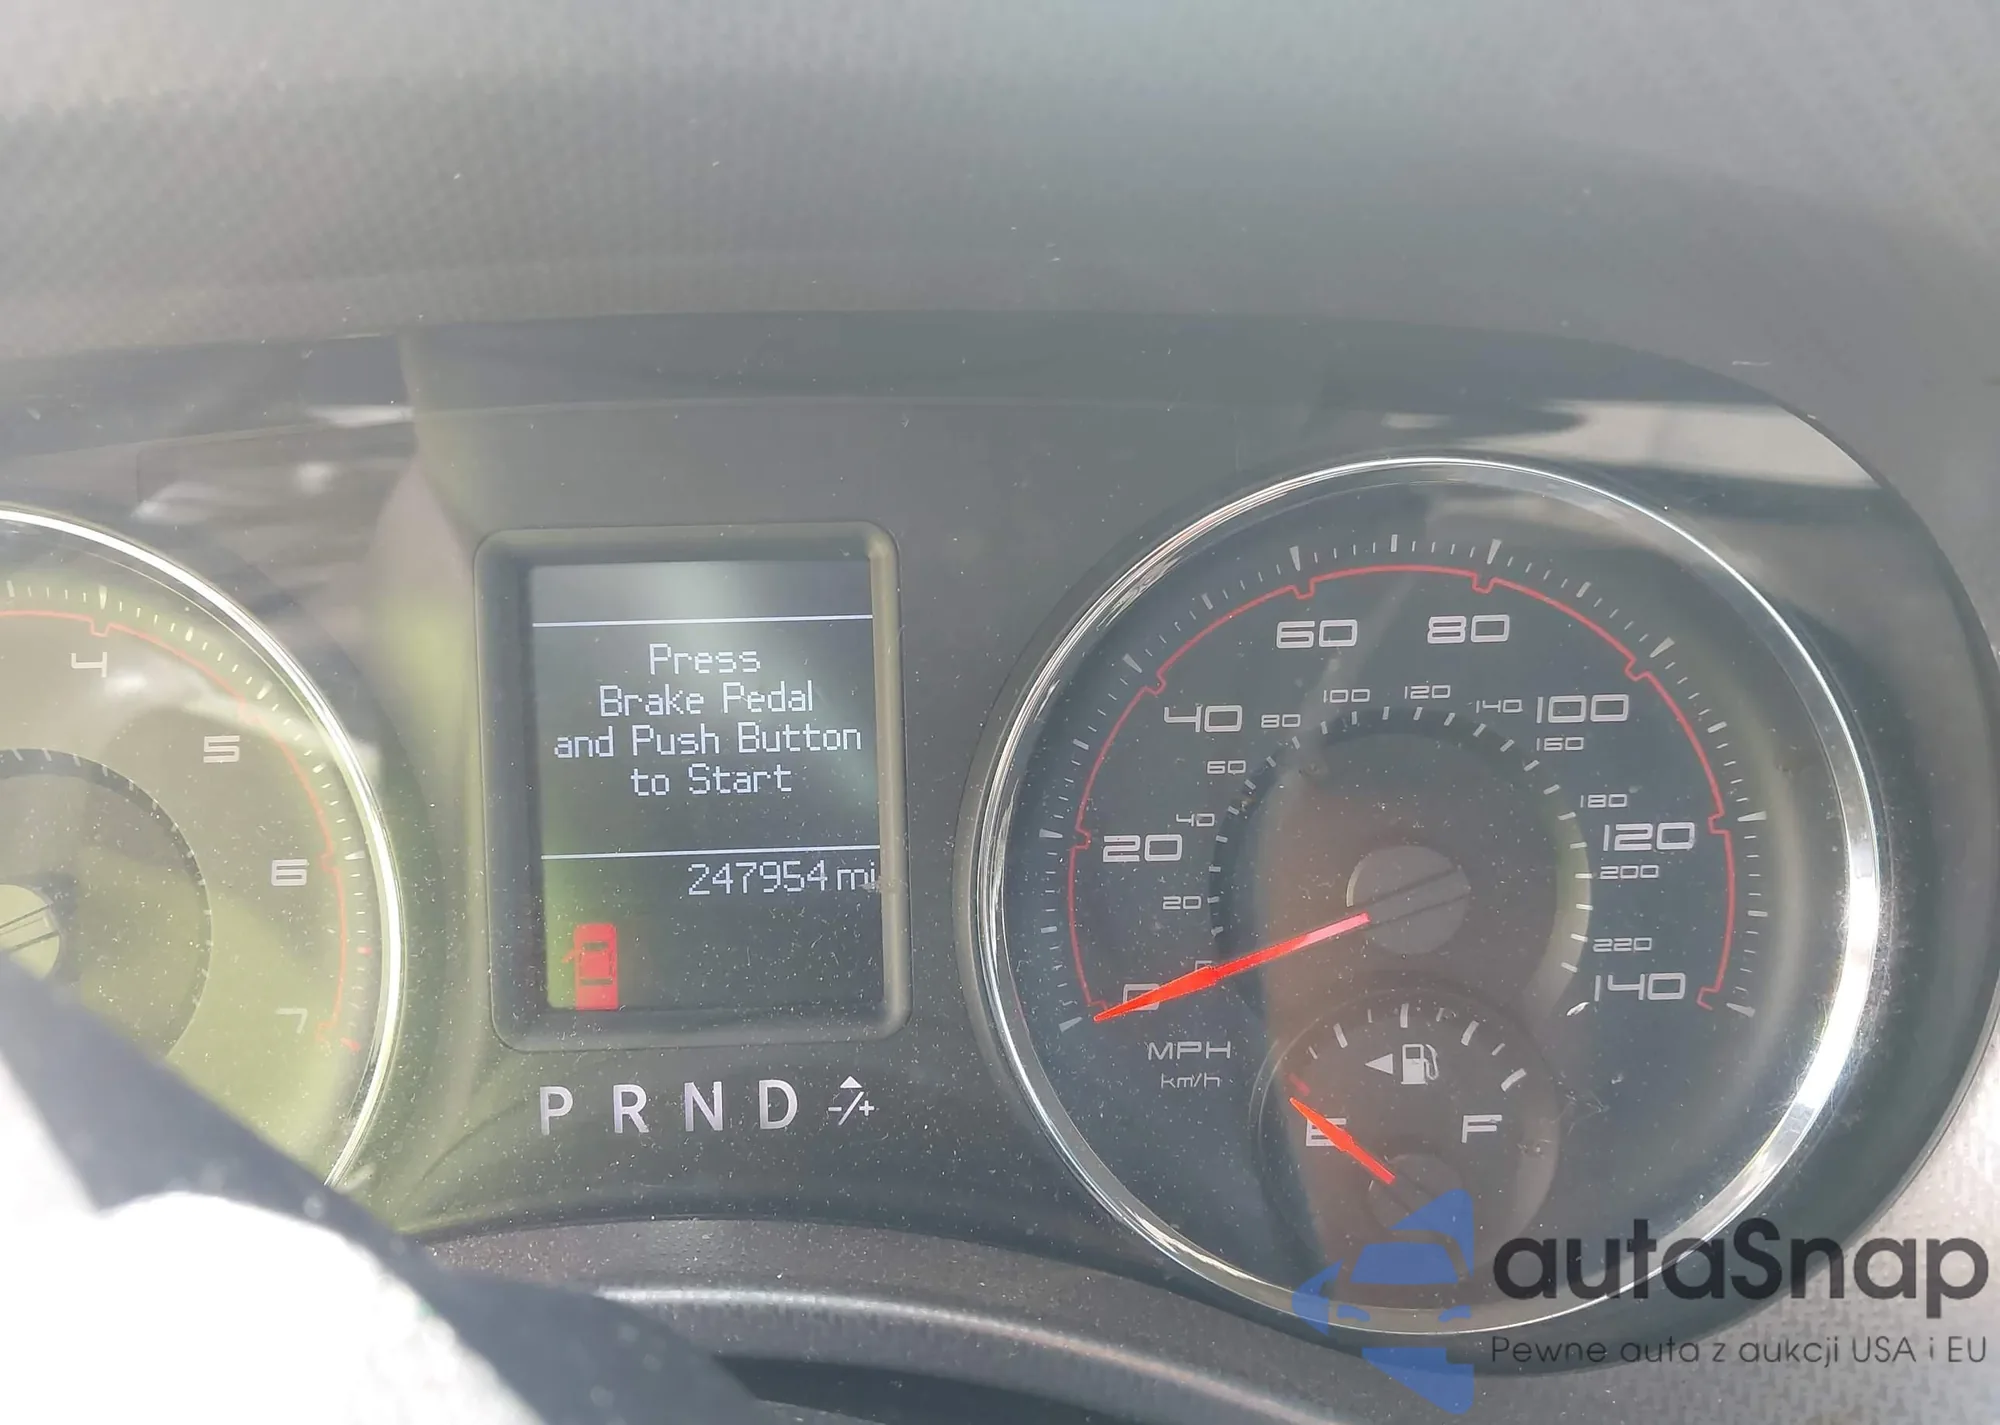 4
5
6
7
Press
Brake Pedal
and Push Button
to Start
247954 mi
P R N D -/+
60 80
40 100
20 120
0 140
100 120
80 140
60 160
40 180
20 200
220
MPH
km/h
E F
autaSnap
Pewne auta z aukcji USA i EU